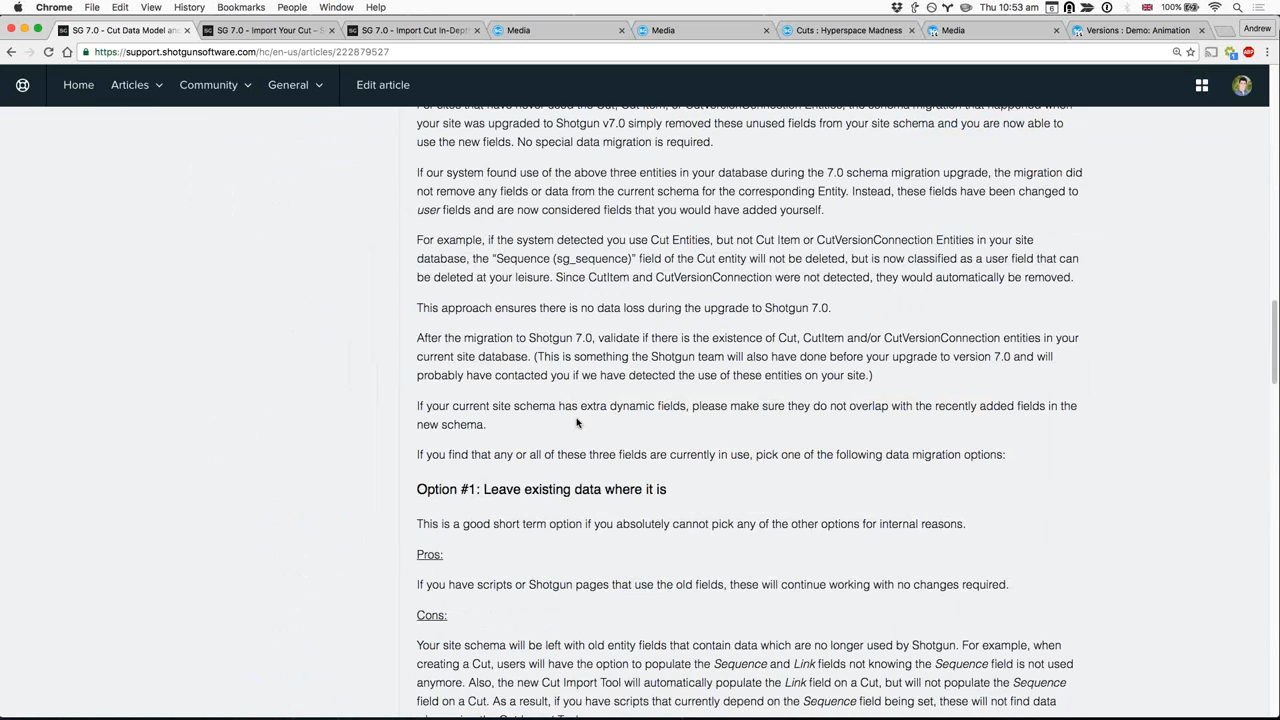 Chrome File Edit View History Bookmarks People Window Help Thu 10:53 am 6 100%
SG 7.0 - Cut Data Model and SG 7.0 - Import Your Cut – S SG 7.0 - Import Cut In-Dept Media Media Cuts : Hyperspace Madness Media Versions : Demo: Animation Andrew
https://support.shotgunsoftware.com/hc/en-us/articles/222879527
Home Articles Community General Edit article
For sites that have never used the Cut, Cut Item, or CutVersionConnection Entities, the schema migration that happened when
your site was upgraded to Shotgun v7.0 simply removed these unused fields from your site schema and you are now able to
use the new fields. No special data migration is required.
If our system found use of the above three entities in your database during the 7.0 schema migration upgrade, the migration did
not remove any fields or data from the current schema for the corresponding Entity. Instead, these fields have been changed to
user fields and are now considered fields that you would have added yourself.
For example, if the system detected you use Cut Entities, but not Cut Item or CutVersionConnection Entities in your site
database, the "Sequence (sg_sequence)" field of the Cut entity will not be deleted, but is now classified as a user field that can
be deleted at your leisure. Since CutItem and CutVersionConnection were not detected, they would automatically be removed.
This approach ensures there is no data loss during the upgrade to Shotgun 7.0.
After the migration to Shotgun 7.0, validate if there is the existence of Cut, CutItem and/or CutVersionConnection entities in your
current site database. (This is something the Shotgun team will also have done before your upgrade to version 7.0 and will
probably have contacted you if we have detected the use of these entities on your site.)
If your current site schema has extra dynamic fields, please make sure they do not overlap with the recently added fields in the
new schema.
If you find that any or all of these three fields are currently in use, pick one of the following data migration options:
Option #1: Leave existing data where it is
This is a good short term option if you absolutely cannot pick any of the other options for internal reasons.
Pros:
If you have scripts or Shotgun pages that use the old fields, these will continue working with no changes required.
Cons:
Your site schema will be left with old entity fields that contain data which are no longer used by Shotgun. For example, when
creating a Cut, users will have the option to populate the Sequence and Link fields not knowing the Sequence field is not used
anymore. Also, the new Cut Import Tool will automatically populate the Link field on a Cut, but will not populate the Sequence
field on a Cut. As a result, if you have scripts that currently depend on the Sequence field being set, these will not find data